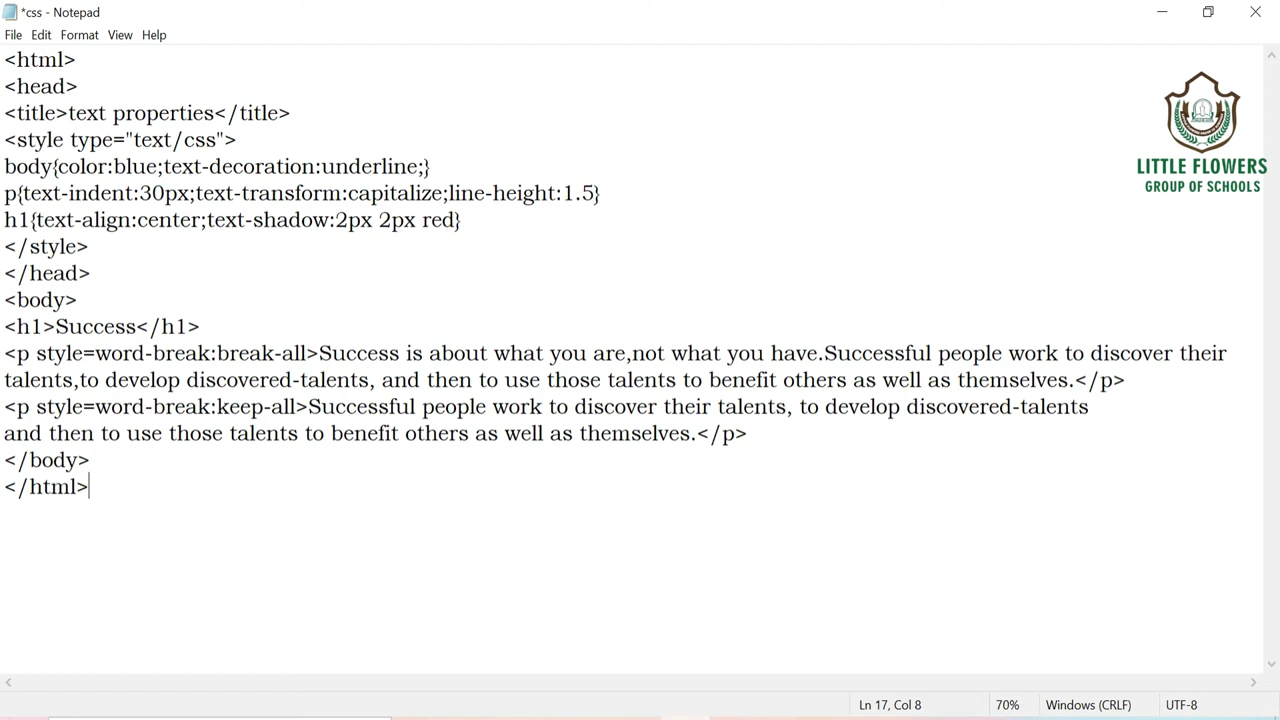 *css - Notepad
File Edit Format View Help
<html>
<head>
<title>text properties</title>
<style type="text/css">
body{color:blue;text-decoration:underline;}
p{text-indent:30px;text-transform:capitalize;line-height:1.5}
h1{text-align:center;text-shadow:2px 2px red}
</style>
</head>
<body>
<h1>Success</h1>
<p style=word-break:break-all>Success is about what you are,not what you have.Successful people work to discover their
talents,to develop discovered-talents, and then to use those talents to benefit others as well as themselves.</p>
<p style=word-break:keep-all>Successful people work to discover their talents, to develop discovered-talents
and then to use those talents to benefit others as well as themselves.</p>
</body>
</html>
LITTLE FLOWERS
GROUP OF SCHOOLS
Ln 17, Col 8 70% Windows (CRLF) UTF-8